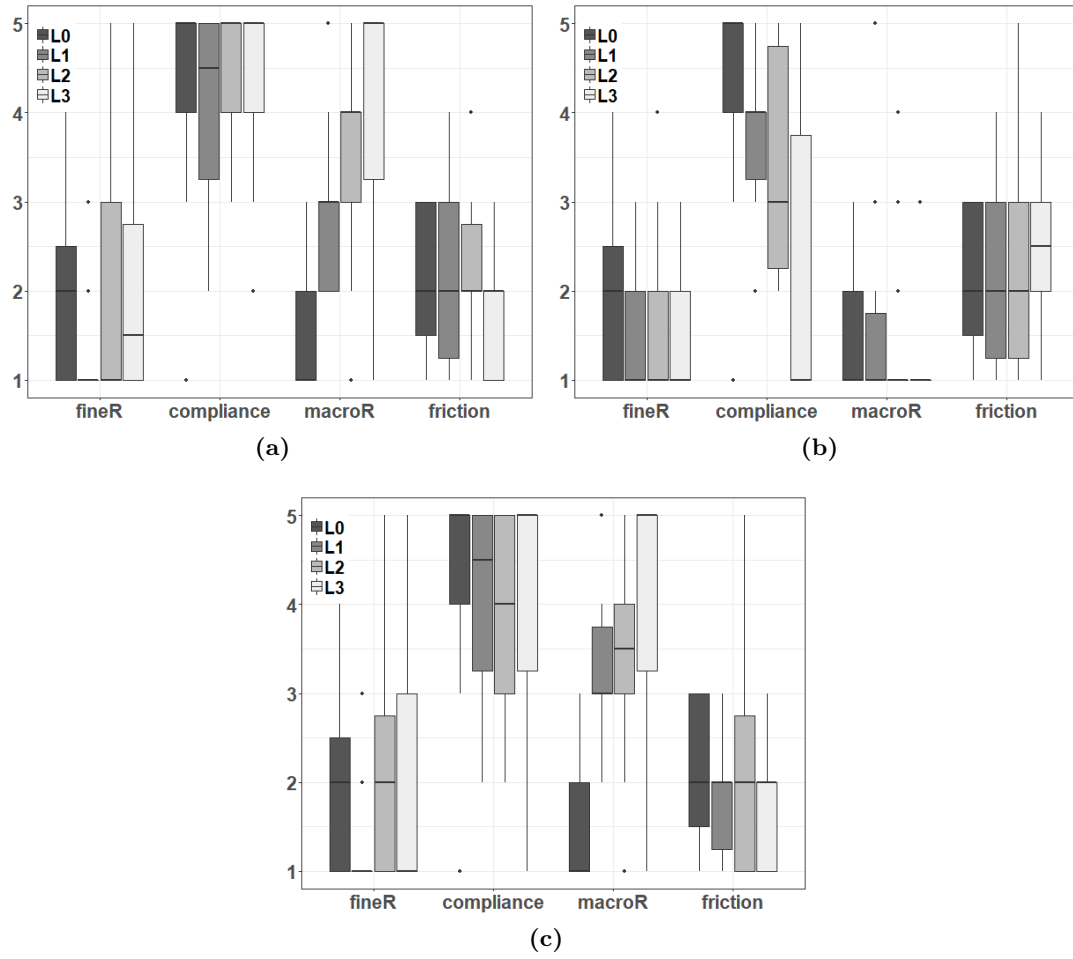 5
4
3
2
1
L0
L1
L2
L3
fineR compliance macroR friction
(a)
5
4
3
2
1
L0
L1
L2
L3
fineR compliance macroR friction
(b)
5
4
3
2
1
L0
L1
L2
L3
fineR compliance macroR friction
(c)